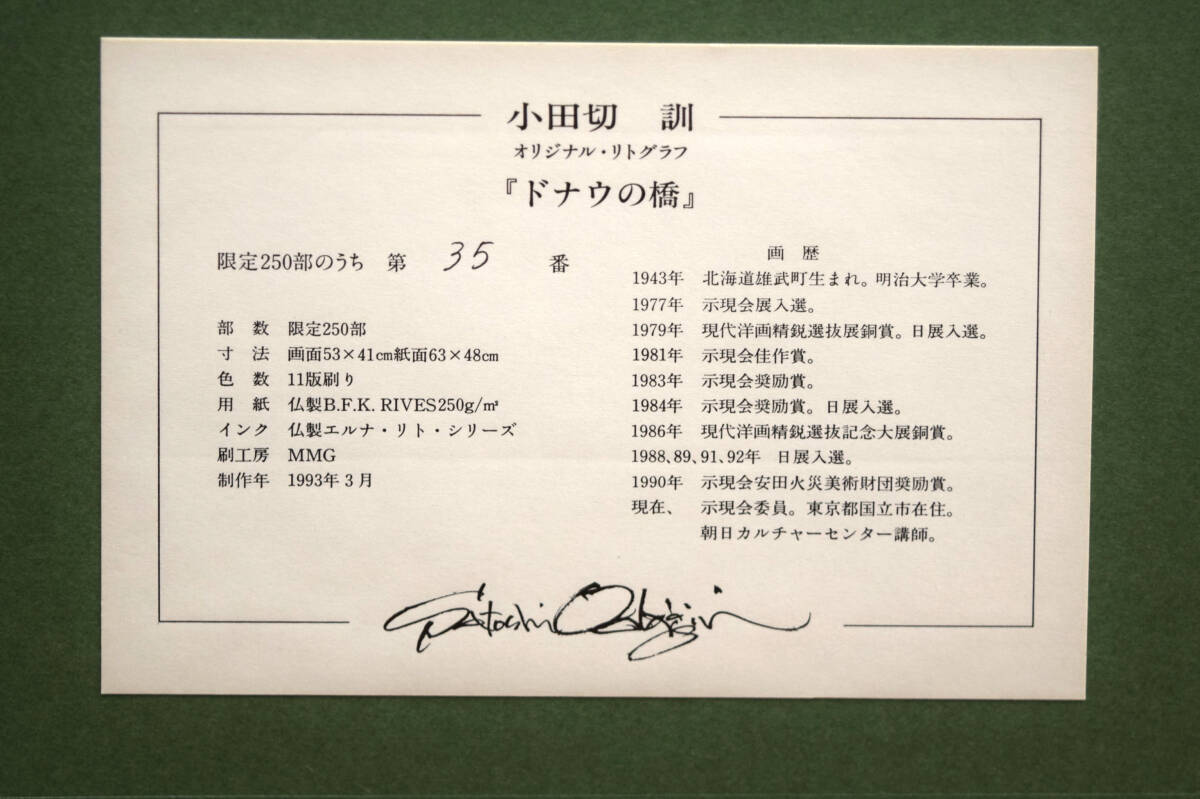 小田切　訓
オリジナル・リトグラフ
『ドナウの橋』
限定250部のうち 第 35 番
部 数 限定250部
寸 法 画面53×41㎝紙面63×48㎝
色 数 11版刷り
用 紙 仏製B.F.K. RIVES250g/㎡
インク 仏製エルナ・リト・シリーズ
刷工房 MMG
制作年 1993年3月
画 歴
1943年 北海道雄武町生まれ。明治大学卒業。
1977年 示現会展入選。
1979年 現代洋画精鋭選抜展銅賞。日展入選。
1981年 示現会佳作賞。
1983年 示現会奨励賞。
1984年 示現会奨励賞。日展入選。
1986年 現代洋画精鋭選抜記念大展銅賞。
1988、89、91、92年 日展入選。
1990年 示現会安田火災美術財団奨励賞。
現在、 示現会委員。東京都国立市在住。
朝日カルチャーセンター講師。
Satoshi Otagiri